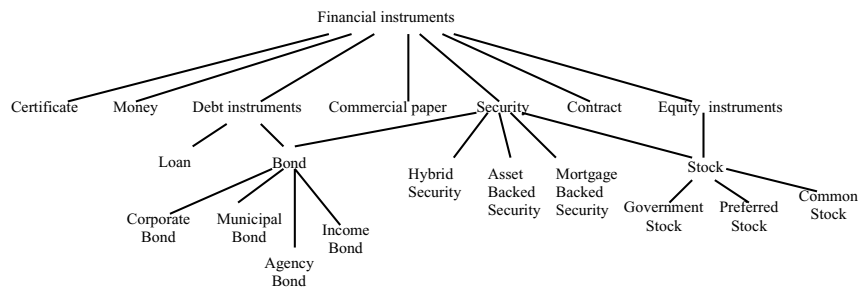 Financial instruments
Certificate
Money
Debt instruments
Commercial paper
Security
Contract
Equity instruments
Loan
Bond
Hybrid
Security
Asset
Backed
Security
Mortgage
Backed
Security
Stock
Corporate
Bond
Municipal
Bond
Agency
Bond
Income
Bond
Government
Stock
Preferred
Stock
Common
Stock